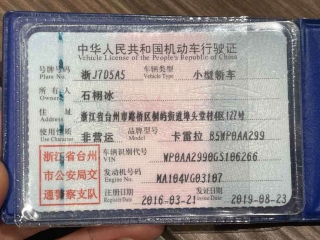 中华人民共和国机动车行驶证
Vehicle License of the People's Republic of China
号牌号码 浙J7D5A5 车辆类型 小型轿车
Plate No. Vehicle Type
所有人 石栩冰
Owner
住址 浙江省台州市路桥区桐屿街道埠头堂村4区127号
Address
使用性质 非营运 品牌型号 卡雷拉 BSWP0AA299
Use Character Model
浙江省台州市公安局交通警察支队
车辆识别代号 WP0AA2990GS106266
VIN
发动机号码 MA104VG03107
Engine No.
注册日期 2016-03-21 发证日期 2019-08-23
Register Date Issue Date